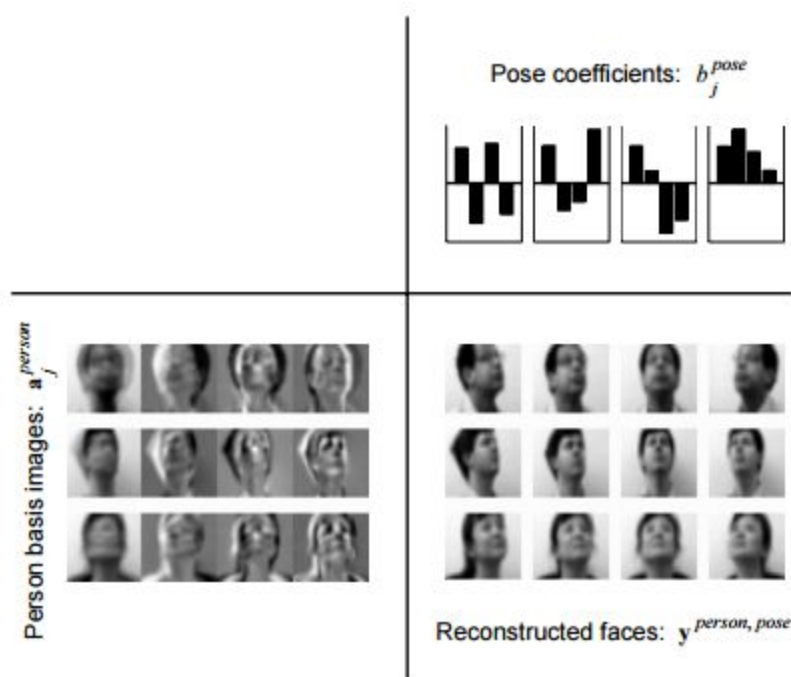 Pose coefficients: b_j^{pose}
Person basis images: a_j^{person}
Reconstructed faces: y^{person, pose}